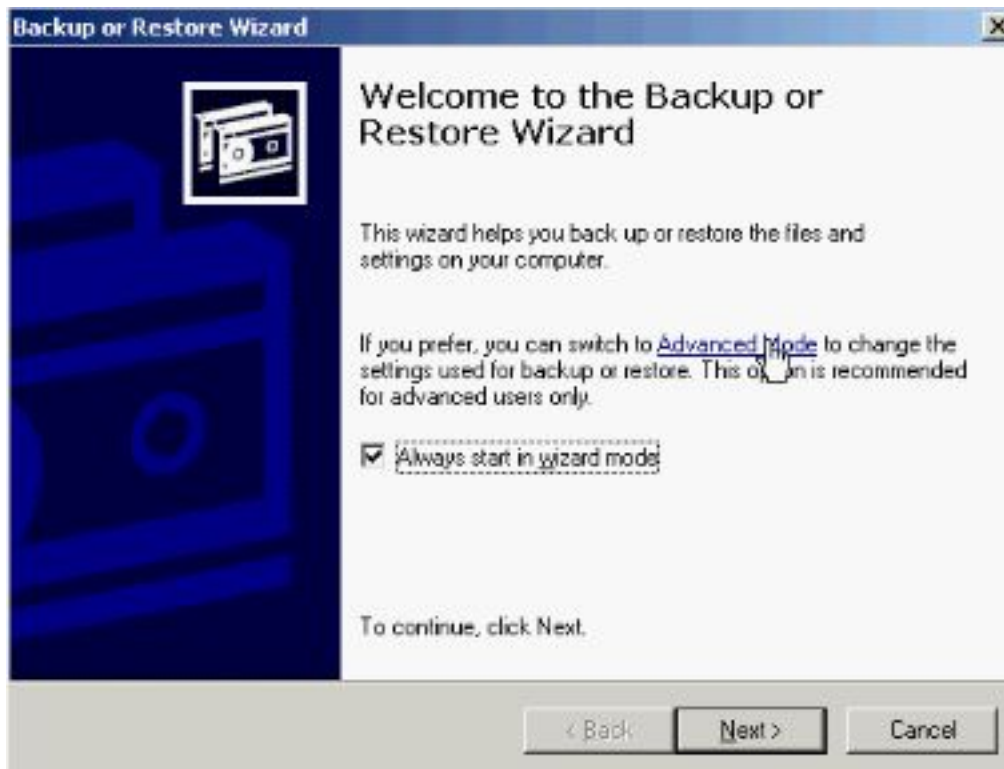 Backup or Restore Wizard
Welcome to the Backup or
Restore Wizard
This wizard helps you back up or restore the files and
settings on your computer.
If you prefer, you can switch to Advanced Mode to change the
settings used for backup or restore. This option is recommended
for advanced users only.
Always start in wizard mode
To continue, click Next.
< Back
Next >
Cancel